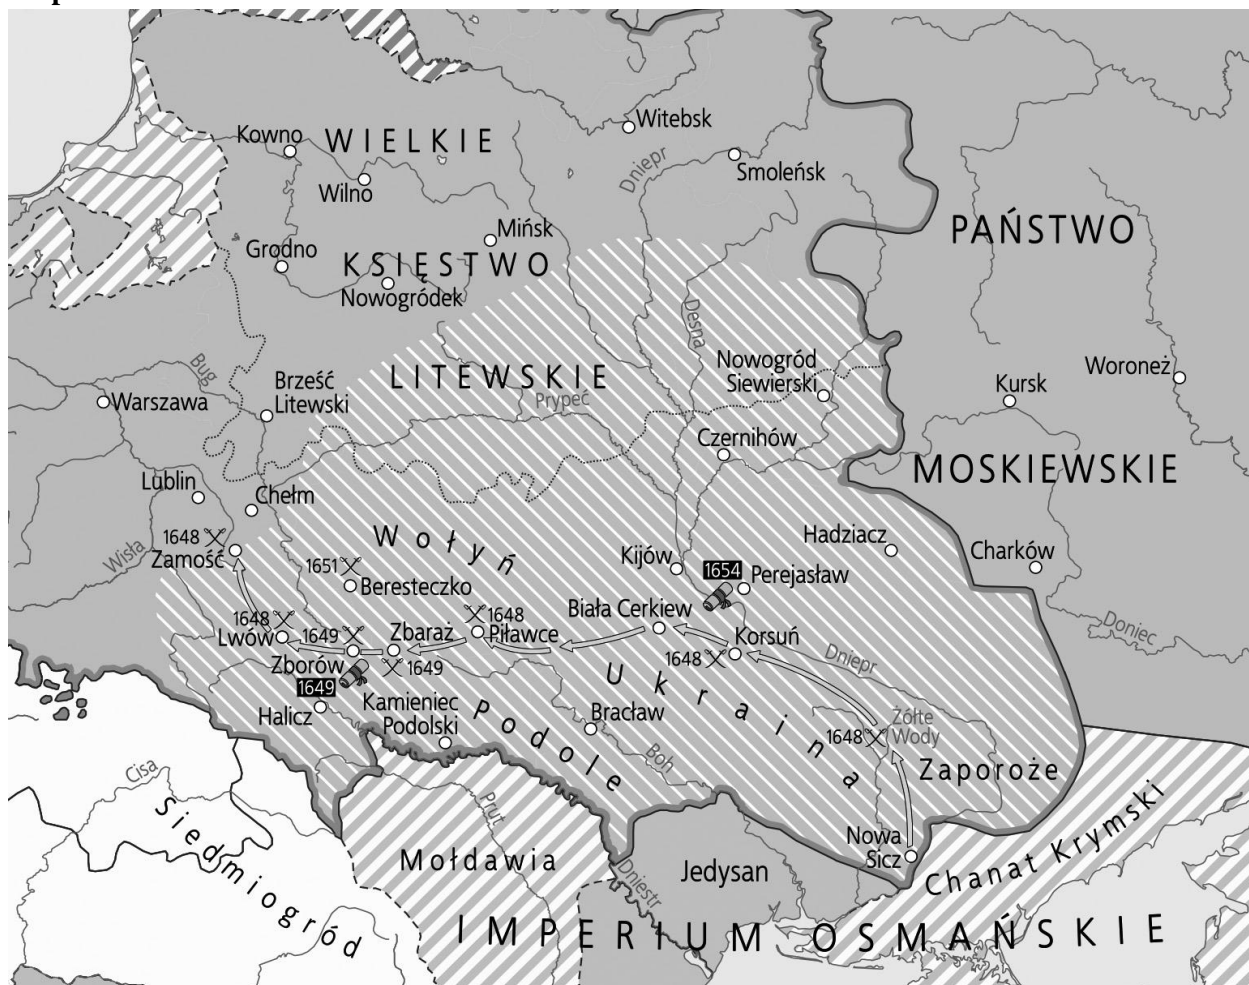 Witebsk
Kowno
WIELKIE
Dniepr
Smoleńsk
Wilno
Mińsk
PAŃSTWO
Grodno
KSIĘSTWO
Nowogródek
Desna
Bug
Nowogród
Siewierski
Woroneż
Brześć
Litewski
LITEWSKIE
Kursk
Warszawa
Prypeć
Czernihów
Lublin
MOSKIEWSKIE
Chełm
Wołyń
1648
Zamość
Wisła
Hadziacz
Charków
Kijów
1651
Beresteczko
1654
Perejasław
Biała Cerkiew
1648
Lwów
1649
Zbaraż
1648
Piławce
Korsuń
Doniec
Zborów
1649
1648
Dniepr
1649
Ukraina
Halicz
Kamieniec
Podolski
Podole
Bracław
Żółte
Wody
1648
Boh
Zaporoże
Cisa
Prut
Siedmiogród
Nowa
Sicz
Mołdawia
Jedysan
Dniestr
Chanat Krymski
IMPERIUM OSMAŃSKIE